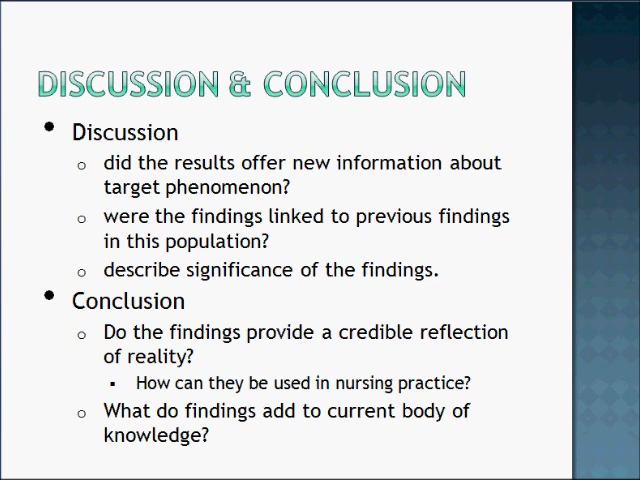 DISCUSSION & CONCLUSION
• Discussion
o did the results offer new information about
target phenomenon?
o were the findings linked to previous findings
in this population?
o describe significance of the findings.
• Conclusion
o Do the findings provide a credible reflection
of reality?
▪ How can they be used in nursing practice?
o What do findings add to current body of
knowledge?